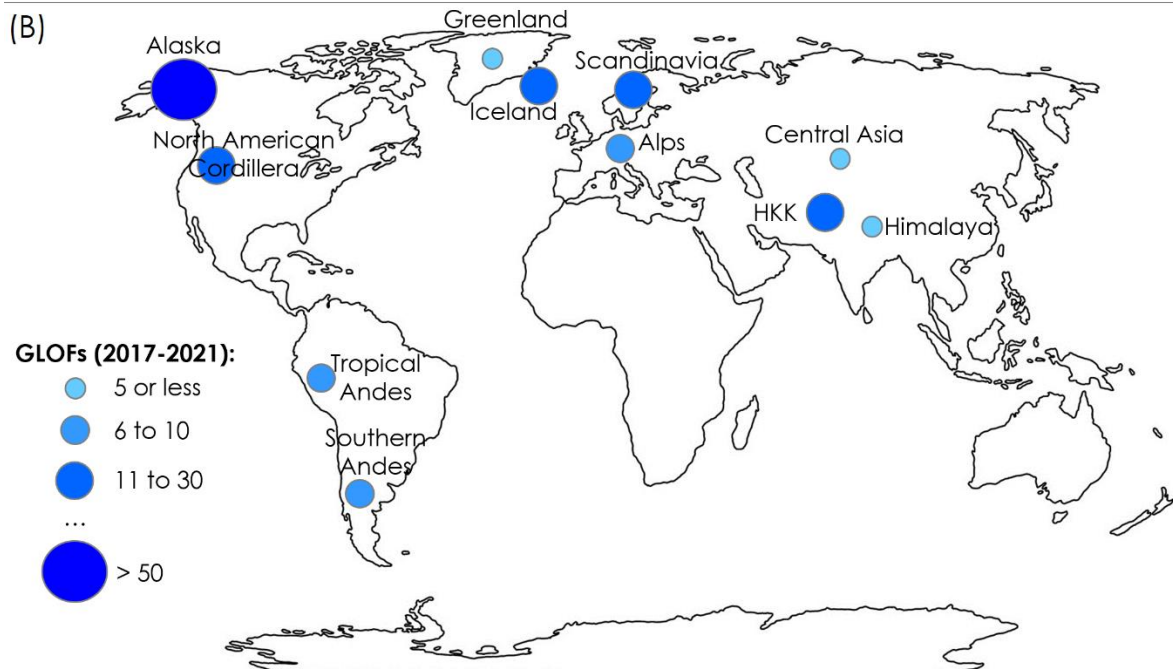 (B)
Greenland
Alaska
Scandinavia
Iceland
North American
Cordillera
Alps
Central Asia
HKK
Himalaya
GLOFs (2017-2021):
5 or less
6 to 10
11 to 30
...
> 50
Tropical
Andes
Southern
Andes